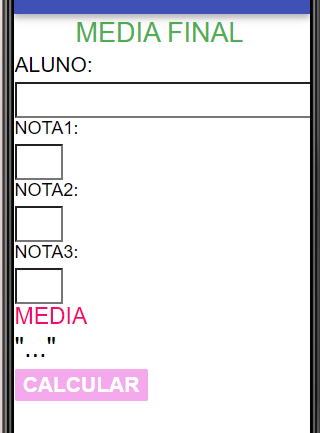 MEDIA FINAL
ALUNO:
NOTA1:
NOTA2:
NOTA3:
MEDIA
"..."
CALCULAR